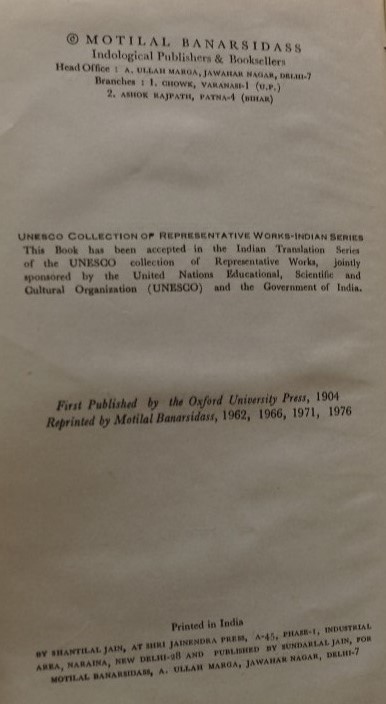 © MOTILAL BANARSIDASS
Indological Publishers & Booksellers
Head Office : A. ULLAH MARGA, JAWAHAR NAGAR, DELHI-7
Branches : 1. CHOWK, VARANASI-1 (U.P.)
2. ASHOK RAJPATH, PATNA-4 (BIHAR)
UNESCO COLLECTION OF REPRESENTATIVE WORKS-INDIAN SERIES
This Book has been accepted in the Indian Translation Series
of the UNESCO collection of Representative Works, jointly
sponsored by the United Nations Educational, Scientific and
Cultural Organization (UNESCO) and the Government of India.
First Published by the Oxford University Press, 1904
Reprinted by Motilal Banarsidass, 1962, 1966, 1971, 1976
Printed in India
BY SHANTILAL JAIN, AT SHRI JAINENDRA PRESS, A-45, PHASE-1, INDUSTRIAL
AREA, NARAINA, NEW DELHI-28 AND PUBLISHED BY SUNDARLAL JAIN, FOR
MOTILAL BANARSIDASS, A. ULLAH MARGA, JAWAHAR NAGAR, DELHI-7